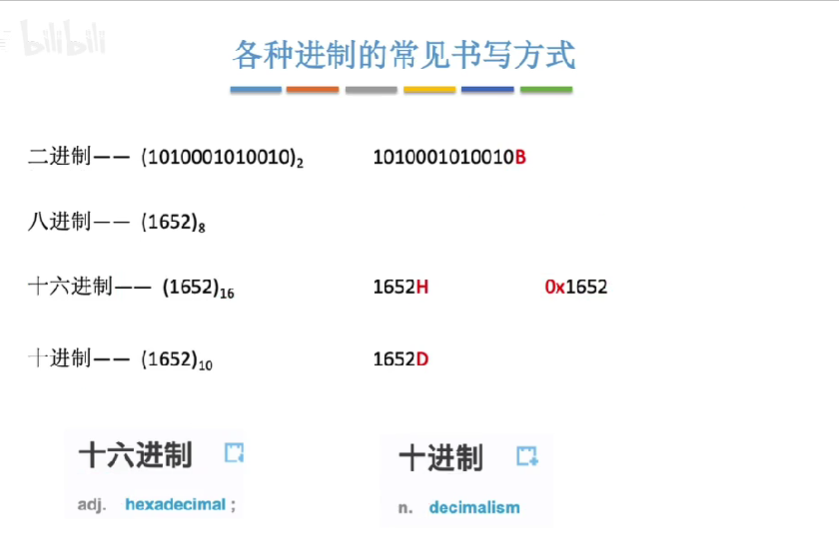 bilibili
各种进制的常见书写方式
二进制—— (1010001010010)₂ 1010001010010B
八进制—— (1652)₈
十六进制—— (1652)₁₆ 1652H 0x1652
十进制—— (1652)₁₀ 1652D
十六进制 十进制
adj. hexadecimal ; n. decimalism